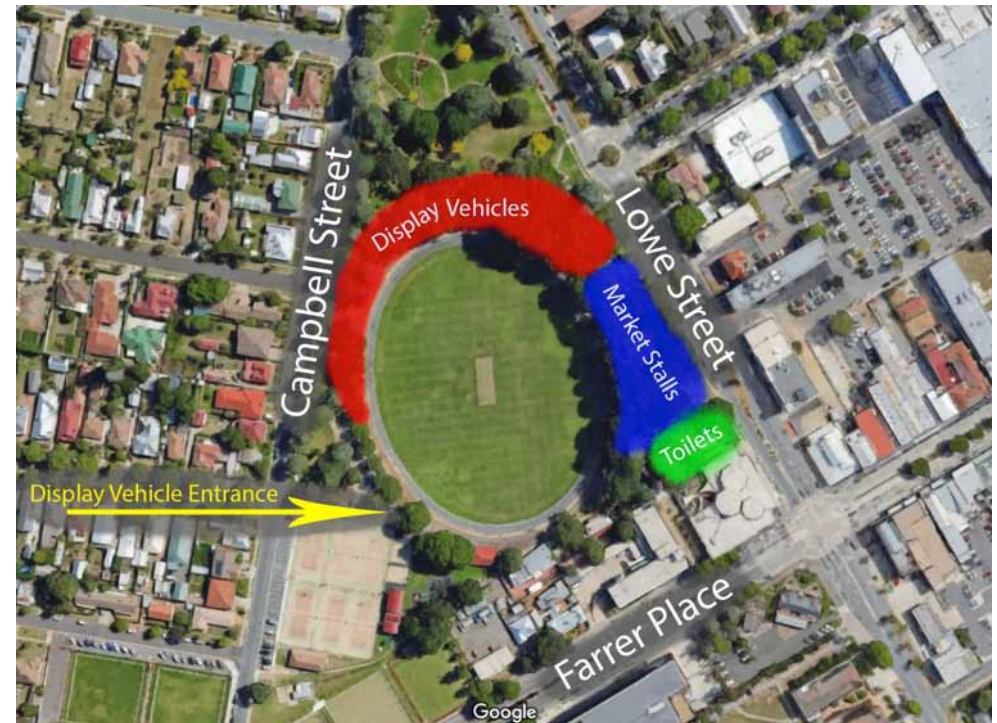 Display Vehicles
Campbell Street
Lowe Street
Market Stalls
Toilets
Display Vehicle Entrance
Farrer Place
Google